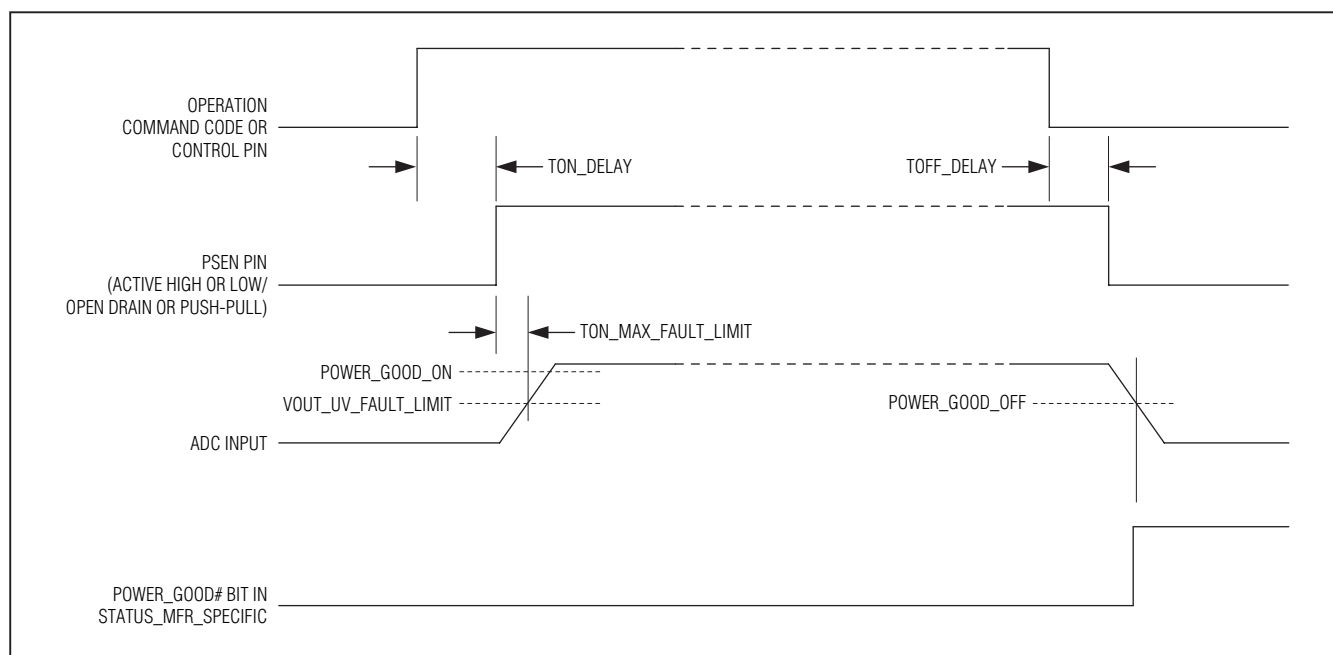 OPERATION
COMMAND CODE OR
CONTROL PIN
TON_DELAY
TOFF_DELAY
PSEN PIN
(ACTIVE HIGH OR LOW/
OPEN DRAIN OR PUSH-PULL)
TON_MAX_FAULT_LIMIT
POWER_GOOD_ON
VOUT_UV_FAULT_LIMIT
POWER_GOOD_OFF
ADC INPUT
POWER_GOOD# BIT IN
STATUS_MFR_SPECIFIC